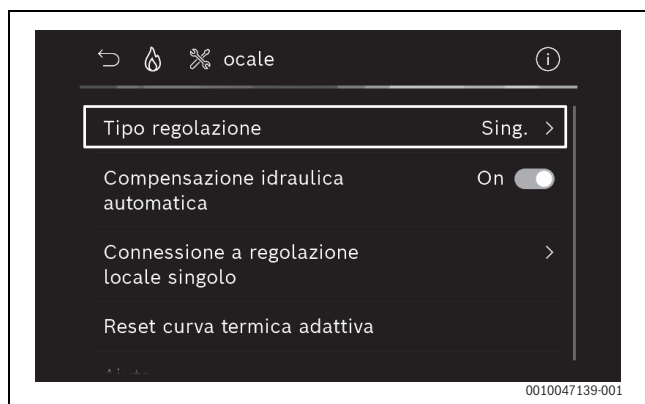 ocale
Tipo regolazione Sing. >
Compensazione idraulica On
automatica
Connessione a regolazione >
locale singolo
Reset curva termica adattiva
0010047139-001